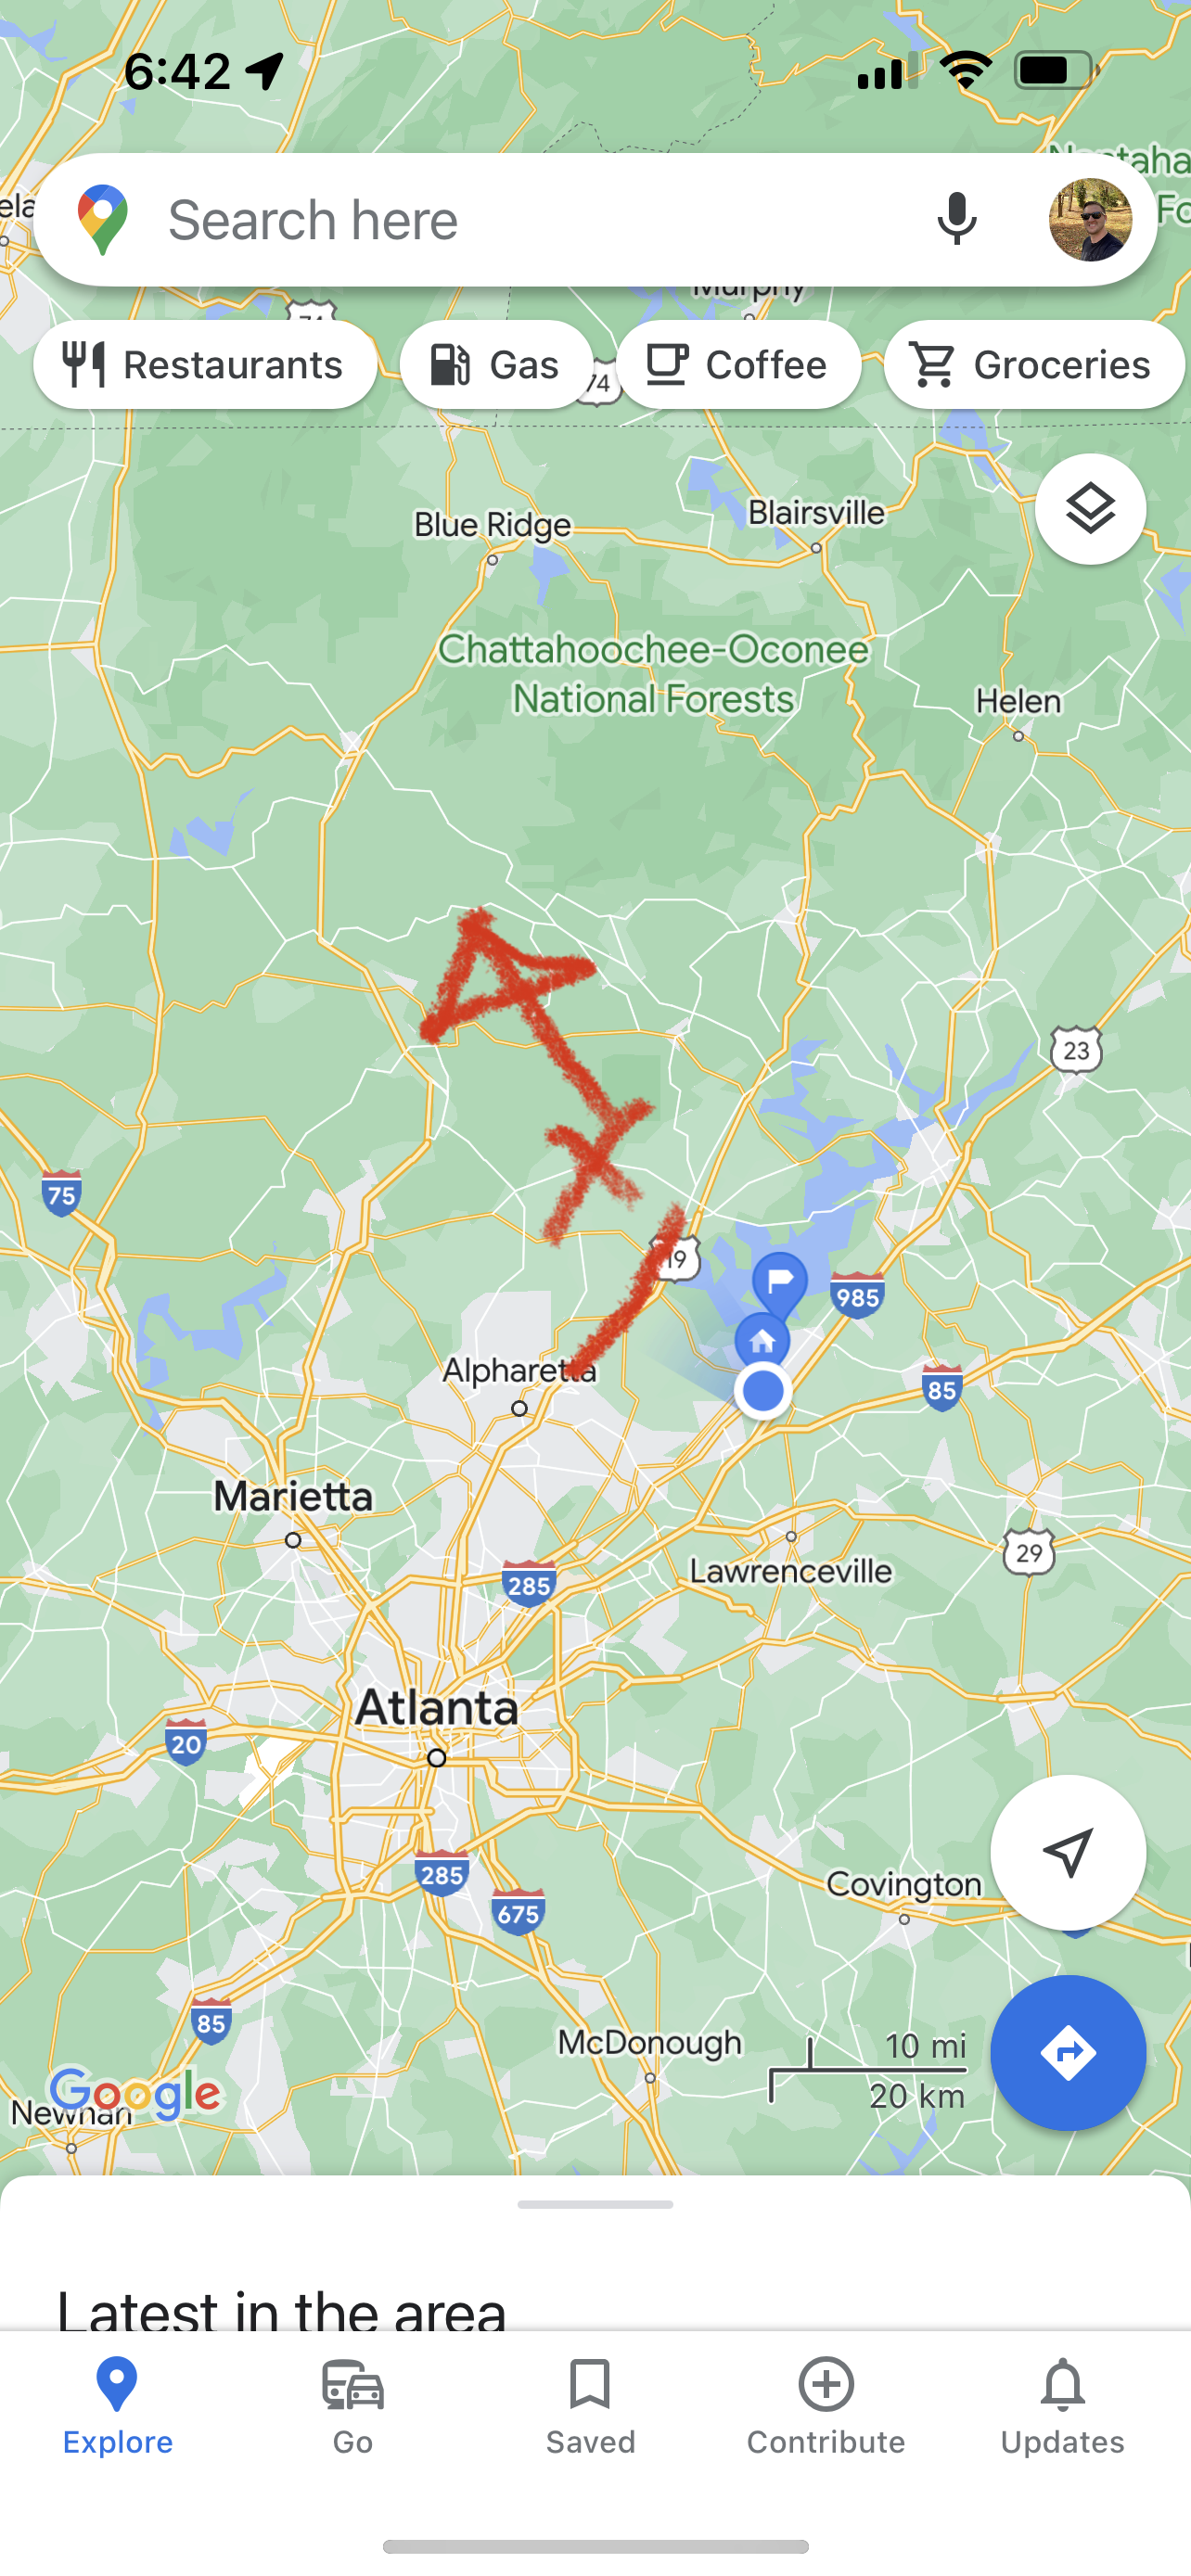 6:42
Search here
Murphy
Restaurants
Gas
74
Coffee
Groceries
Blue Ridge
Blairsville
Chattahoochee-Oconee
National Forests
Helen
23
75
19
985
Alpharetta
85
Marietta
29
285
Lawrenceville
Atlanta
20
Covington
285
675
85
McDonough
10 mi
20 km
Google
Newnan
Latest in the area
Explore
Go
Saved
Contribute
Updates